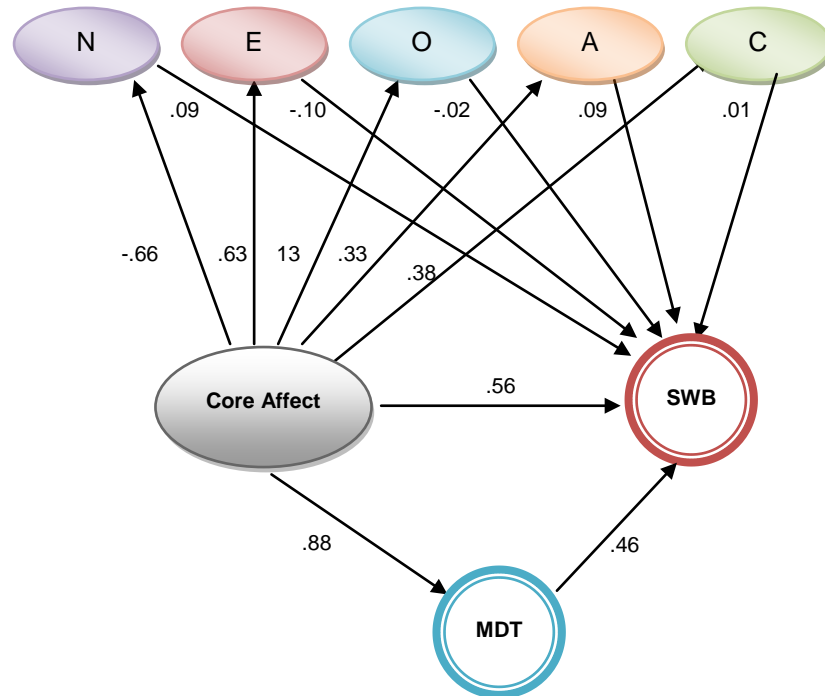 N
E
O
A
C
.09
-.10
-.02
.09
.01
-.66
.63
13
.33
.38
Core Affect
.56
SWB
.88
.46
MDT